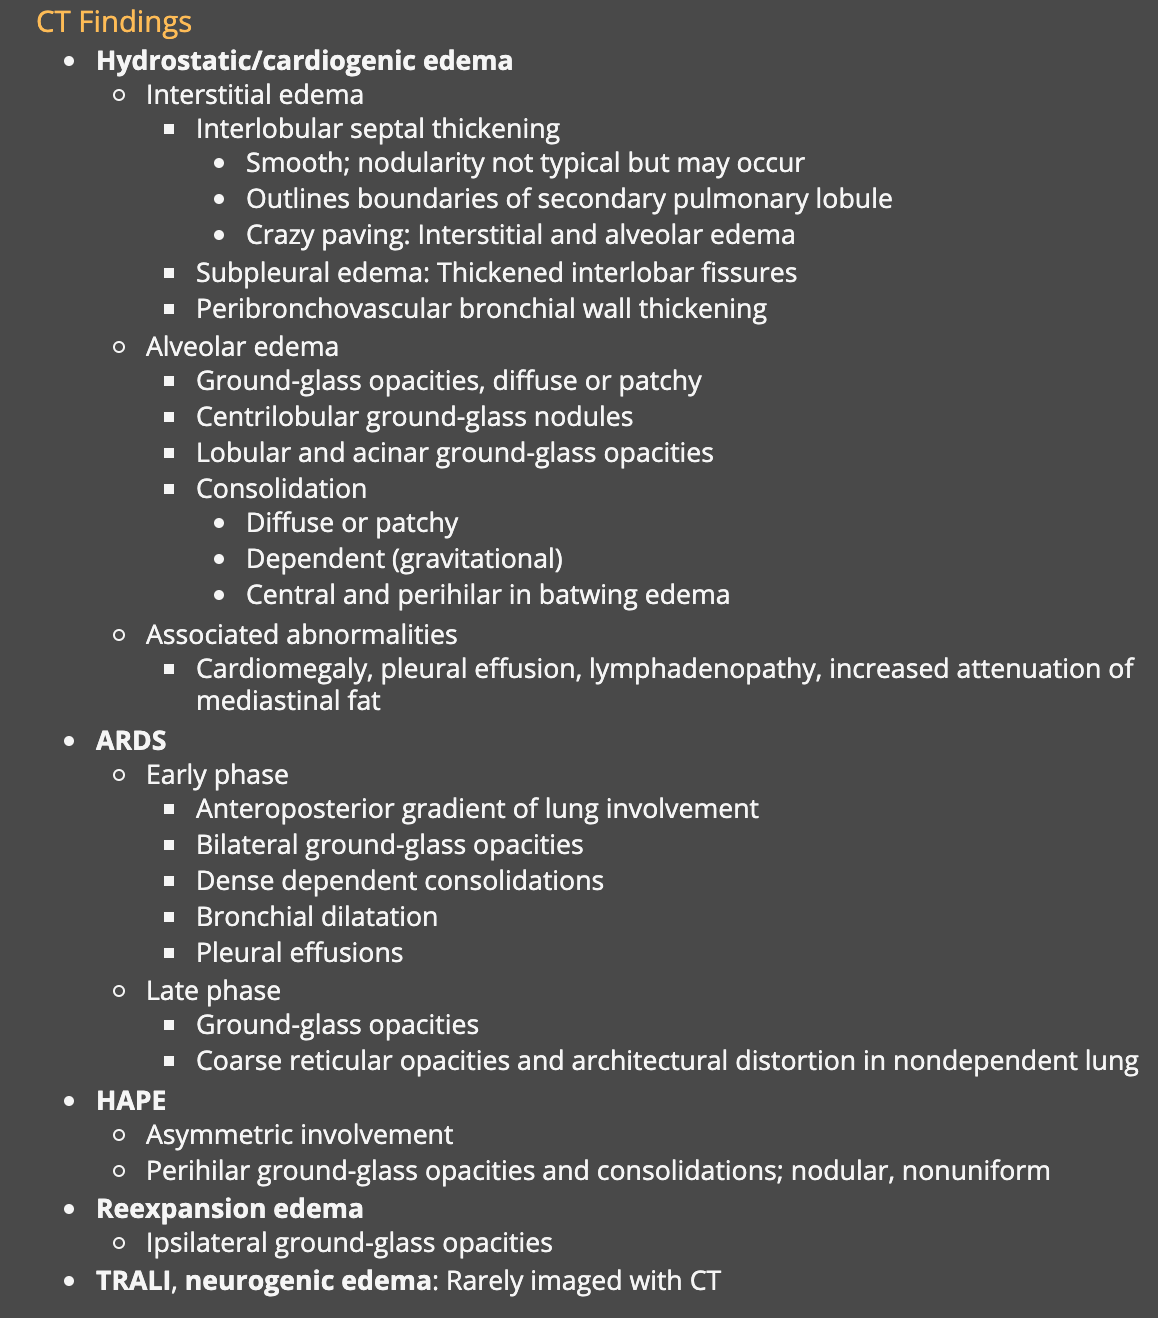 CT Findings
Hydrostatic/cardiogenic edema
Interstitial edema
Interlobular septal thickening
Smooth; nodularity not typical but may occur
Outlines boundaries of secondary pulmonary lobule
Crazy paving: Interstitial and alveolar edema
Subpleural edema: Thickened interlobar fissures
Peribronchovascular bronchial wall thickening
Alveolar edema
Ground-glass opacities, diffuse or patchy
Centrilobular ground-glass nodules
Lobular and acinar ground-glass opacities
Consolidation
Diffuse or patchy
Dependent (gravitational)
Central and perihilar in batwing edema
Associated abnormalities
Cardiomegaly, pleural effusion, lymphadenopathy, increased attenuation of
mediastinal fat
ARDS
Early phase
Anteroposterior gradient of lung involvement
Bilateral ground-glass opacities
Dense dependent consolidations
Bronchial dilatation
Pleural effusions
Late phase
Ground-glass opacities
Coarse reticular opacities and architectural distortion in nondependent lung
HAPE
Asymmetric involvement
Perihilar ground-glass opacities and consolidations; nodular, nonuniform
Reexpansion edema
Ipsilateral ground-glass opacities
TRALI, neurogenic edema: Rarely imaged with CT